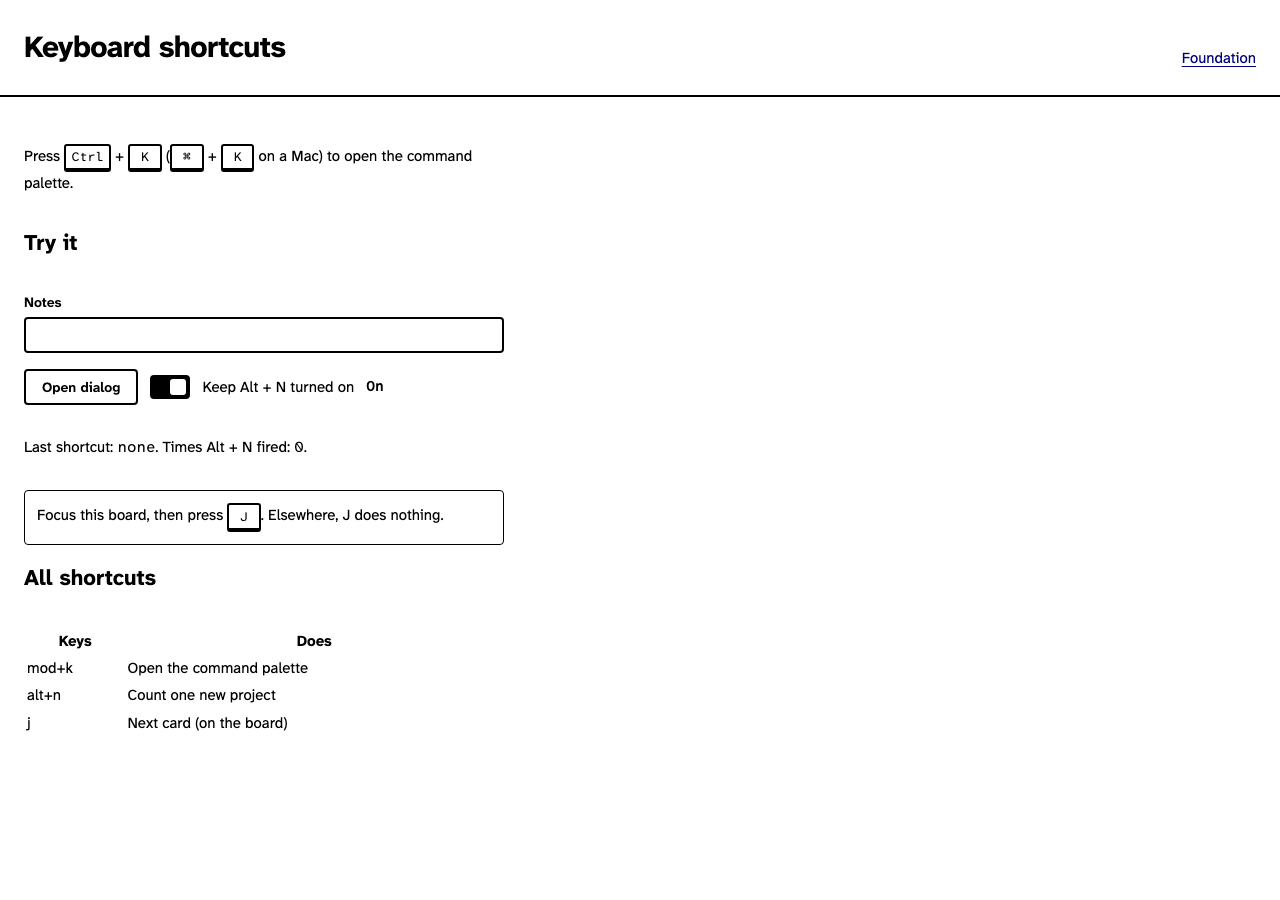 Keyboard shortcuts
Foundation
Press Ctrl + K (⌘ + K on a Mac) to open the command
palette.
Try it
Notes
Open dialog Keep Alt + N turned on On
Last shortcut: none. Times Alt + N fired: 0.
Focus this board, then press J. Elsewhere, J does nothing.
All shortcuts
Keys Does
mod+k Open the command palette
alt+n Count one new project
j Next card (on the board)